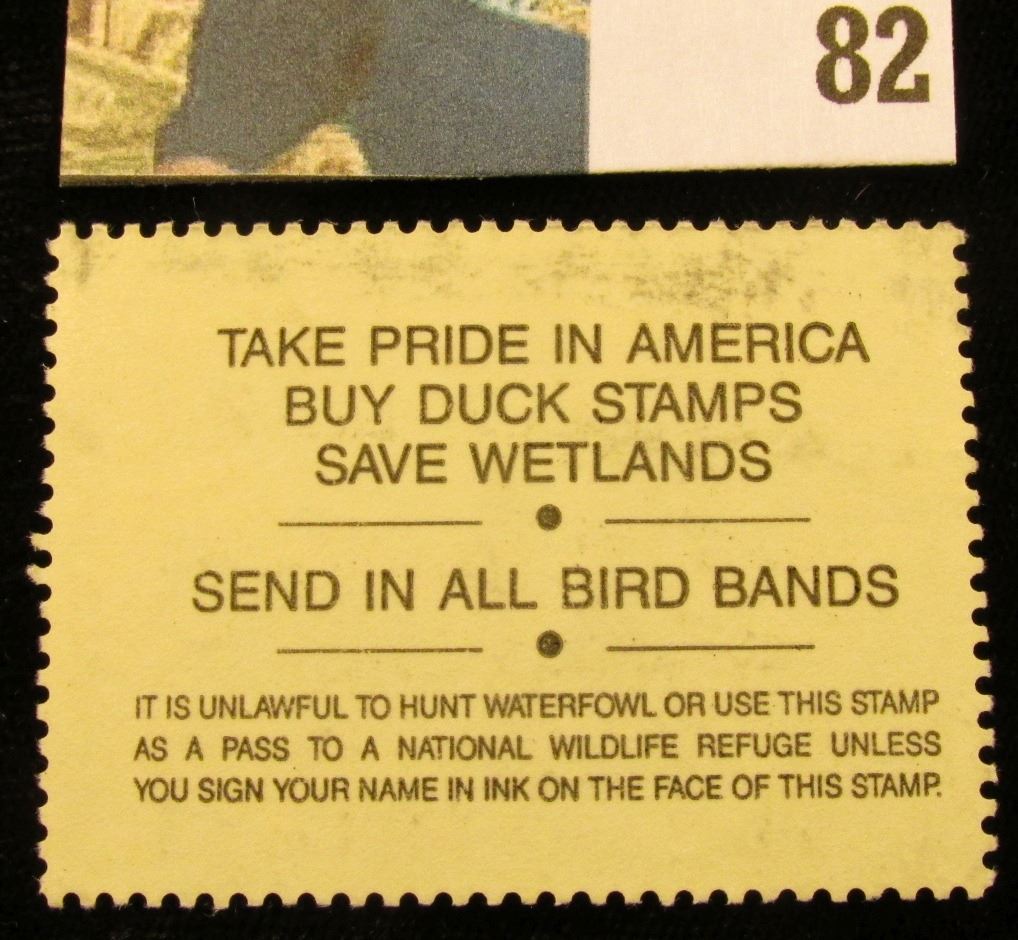 82
TAKE PRIDE IN AMERICA
BUY DUCK STAMPS
SAVE WETLANDS
SEND IN ALL BIRD BANDS
IT IS UNLAWFUL TO HUNT WATERFOWL OR USE THIS STAMP
AS A PASS TO A NATIONAL WILDLIFE REFUGE UNLESS
YOU SIGN YOUR NAME IN INK ON THE FACE OF THIS STAMP.